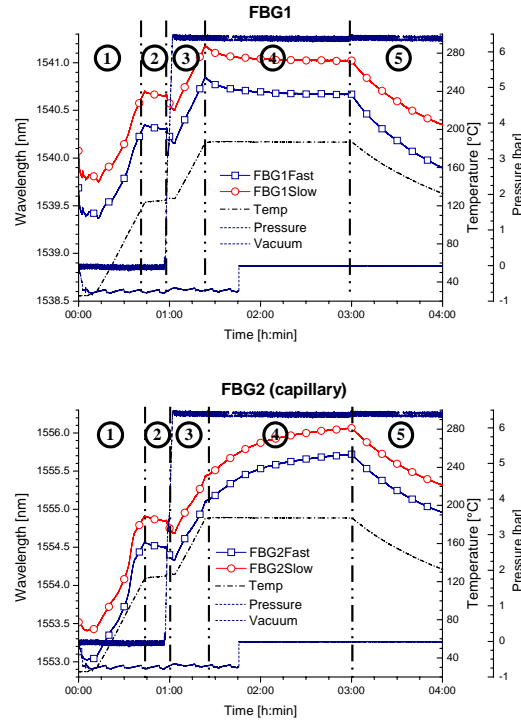 FBG1
1 2 3 4 5
1541.0
1540.5
1540.0
1539.5
1539.0
1538.5
Wavelength [nm]
280
240
200
160
120
80
40
Temperature [°C]
6
5
4
3
2
1
0
-1
Pressure [bar]
FBG1Fast
FBG1Slow
Temp
Pressure
Vacuum
00:00 01:00 02:00 03:00 04:00
Time [h:min]
FBG2 (capillary)
1 2 3 4 5
1556.0
1555.5
1555.0
1554.5
1554.0
1553.5
1553.0
Wavelength [nm]
280
240
200
160
120
80
40
Temperature [°C]
6
5
4
3
2
1
0
-1
Pressure [bar]
FBG2Fast
FBG2Slow
Temp
Pressure
Vacuum
00:00 01:00 02:00 03:00 04:00
Time [h:min]